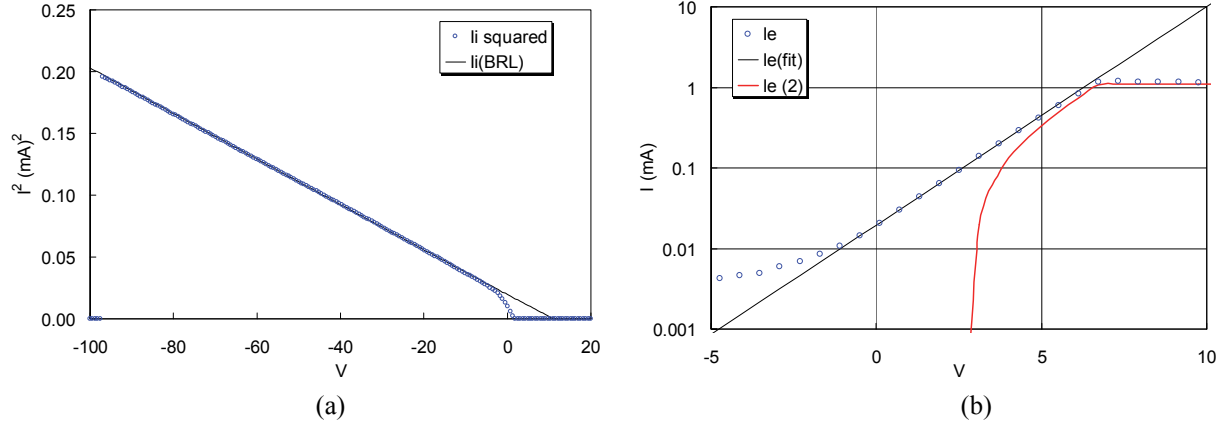 0.25
0.20
0.15
0.10
0.05
0.00
I² (mA)²
-100
-80
-60
-40
-20
0
20
V
Ii squared
Ii(BRL)
(a)
10
1
0.1
0.01
0.001
I (mA)
-5
0
5
10
V
Ie
Ie(fit)
Ie (2)
(b)